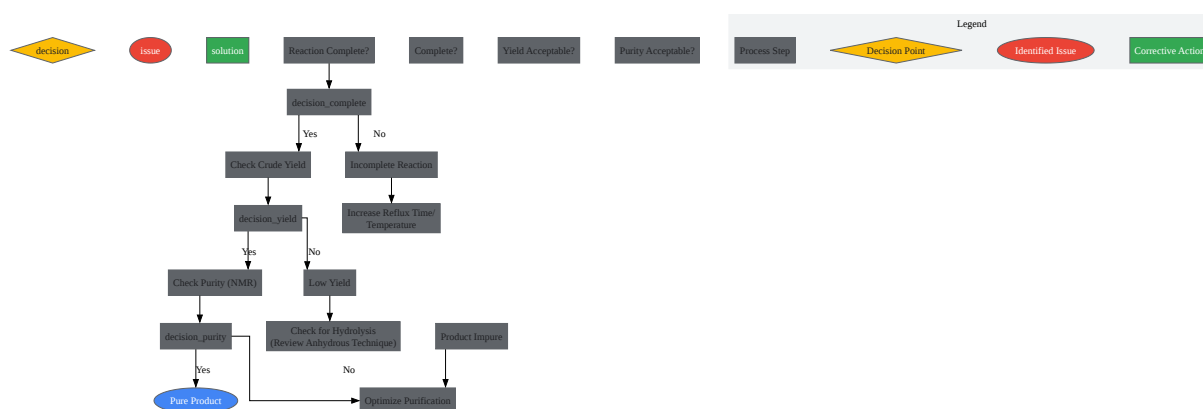 Legend
decision
issue
solution
Reaction Complete?
Complete?
Yield Acceptable?
Purity Acceptable?
Process Step
Decision Point
Identified Issue
Corrective Action
decision_complete
Yes
No
Check Crude Yield
Incomplete Reaction
decision_yield
Increase Reflux Time/
Temperature
Yes
No
Check Purity (NMR)
Low Yield
decision_purity
Check for Hydrolysis
(Review Anhydrous Technique)
Product Impure
Yes
No
Pure Product
Optimize Purification